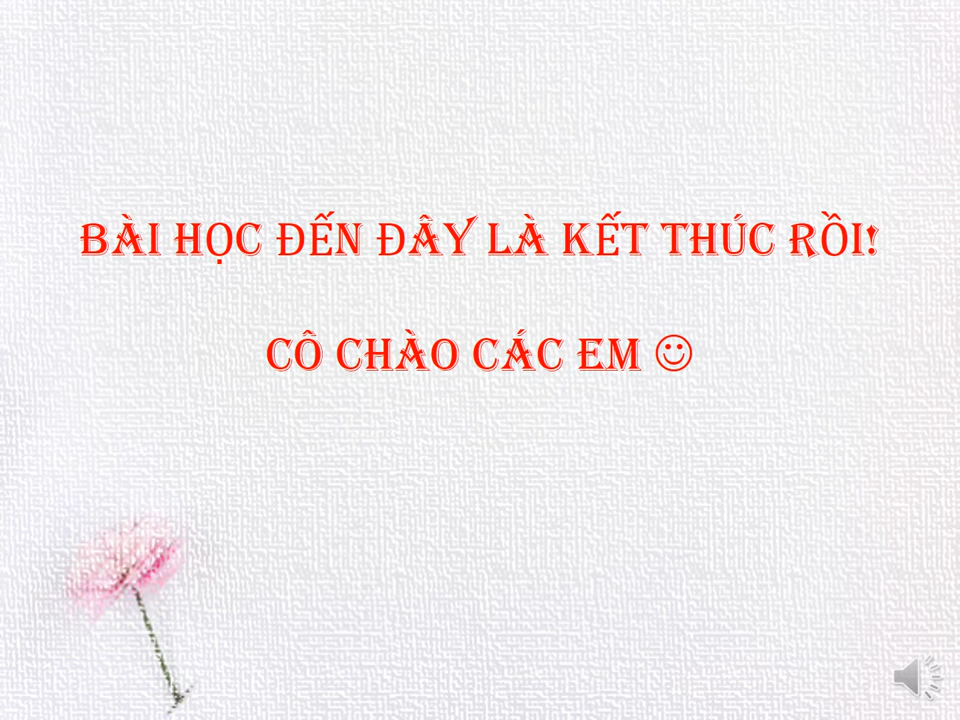 BÀI HỌC ĐẾN ĐÂY LÀ KẾT THÚC RỒI!
CÔ CHÀO CÁC EM ☺